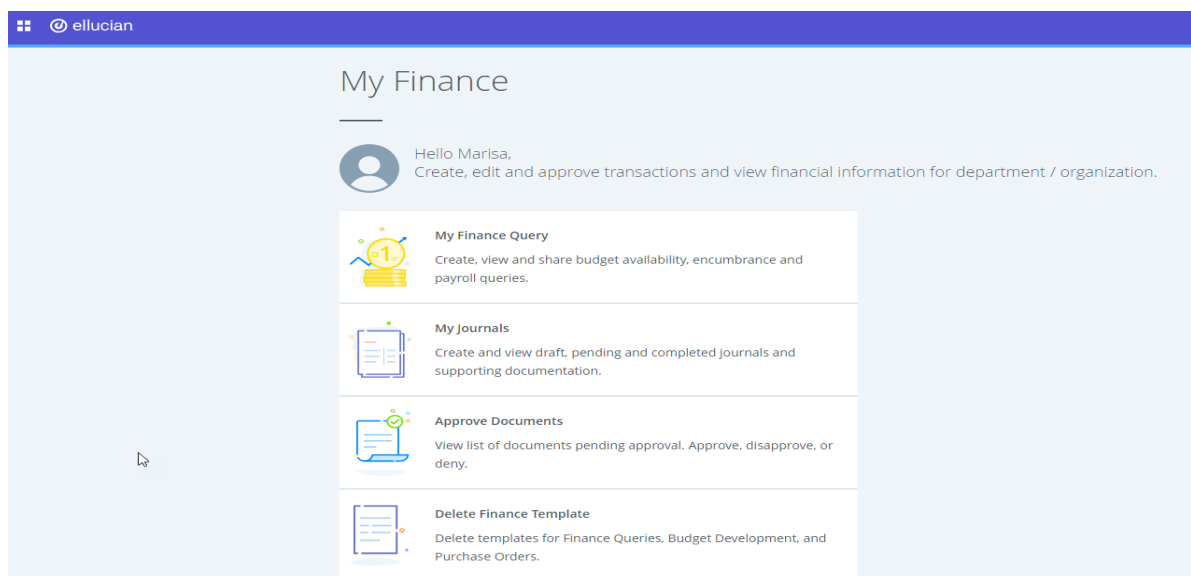 ellucian
My Finance
Hello Marisa,
Create, edit and approve transactions and view financial information for department / organization.
1
My Finance Query
Create, view and share budget availability, encumbrance and
payroll queries.
My Journals
Create and view draft, pending and completed journals and
supporting documentation.
Approve Documents
View list of documents pending approval. Approve, disapprove, or
deny.
Delete Finance Template
Delete templates for Finance Queries, Budget Development, and
Purchase Orders.